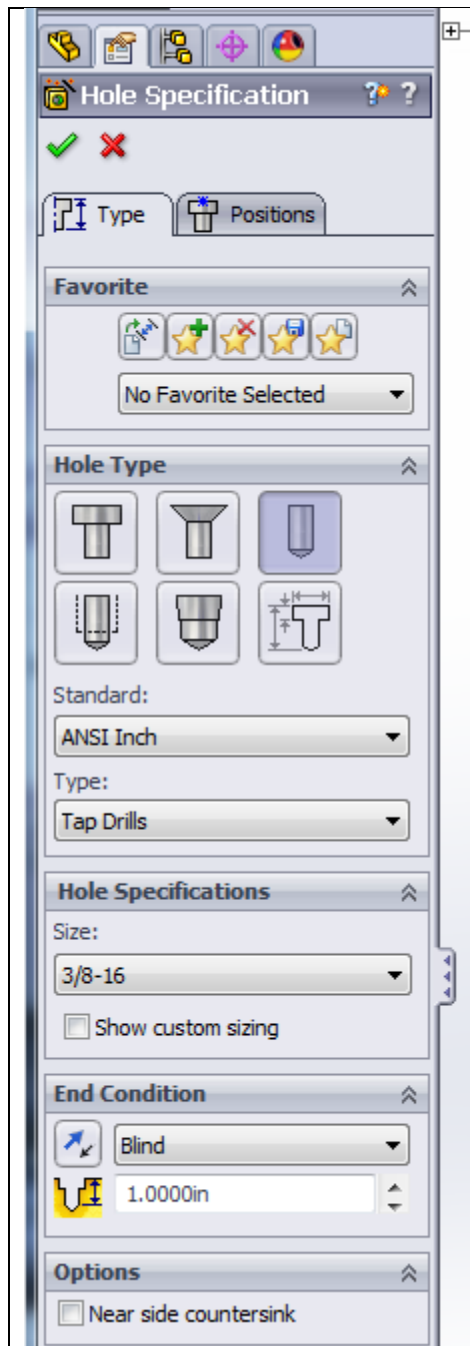 Hole Specification
Type
Positions
Favorite
No Favorite Selected
Hole Type
Standard:
ANSI Inch
Type:
Tap Drills
Hole Specifications
Size:
3/8-16
Show custom sizing
End Condition
Blind
1.0000in
Options
Near side countersink